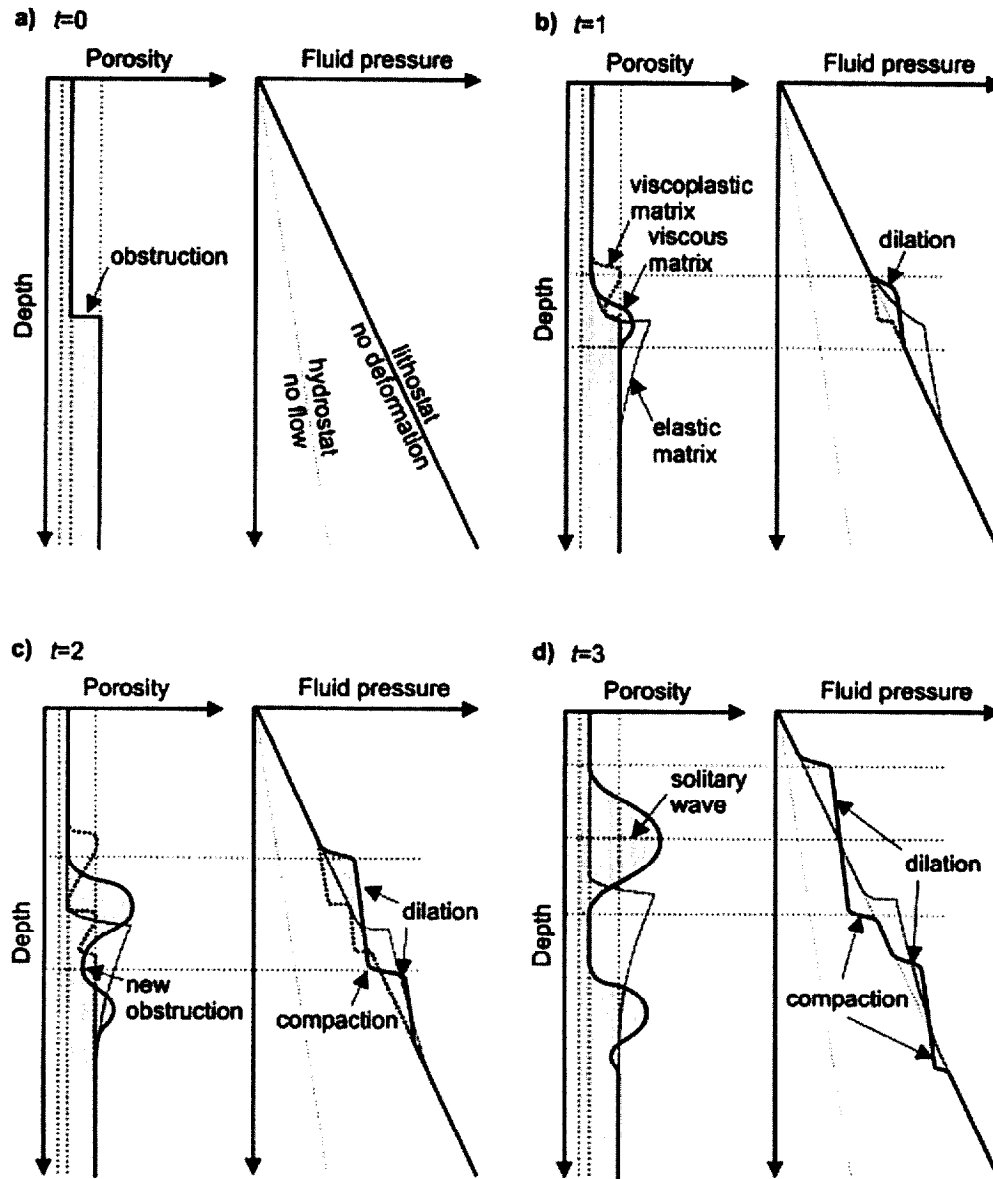 a) t=0
Porosity
Fluid pressure
obstruction
Depth
hydrostat
no flow
lithostat
no deformation
b) t=1
Porosity
Fluid pressure
viscoplastic
matrix
viscous
matrix
dilation
Depth
elastic
matrix
c) t=2
Porosity
Fluid pressure
Depth
dilation
new
obstruction
compaction
d) t=3
Porosity
Fluid pressure
solitary
wave
dilation
Depth
compaction